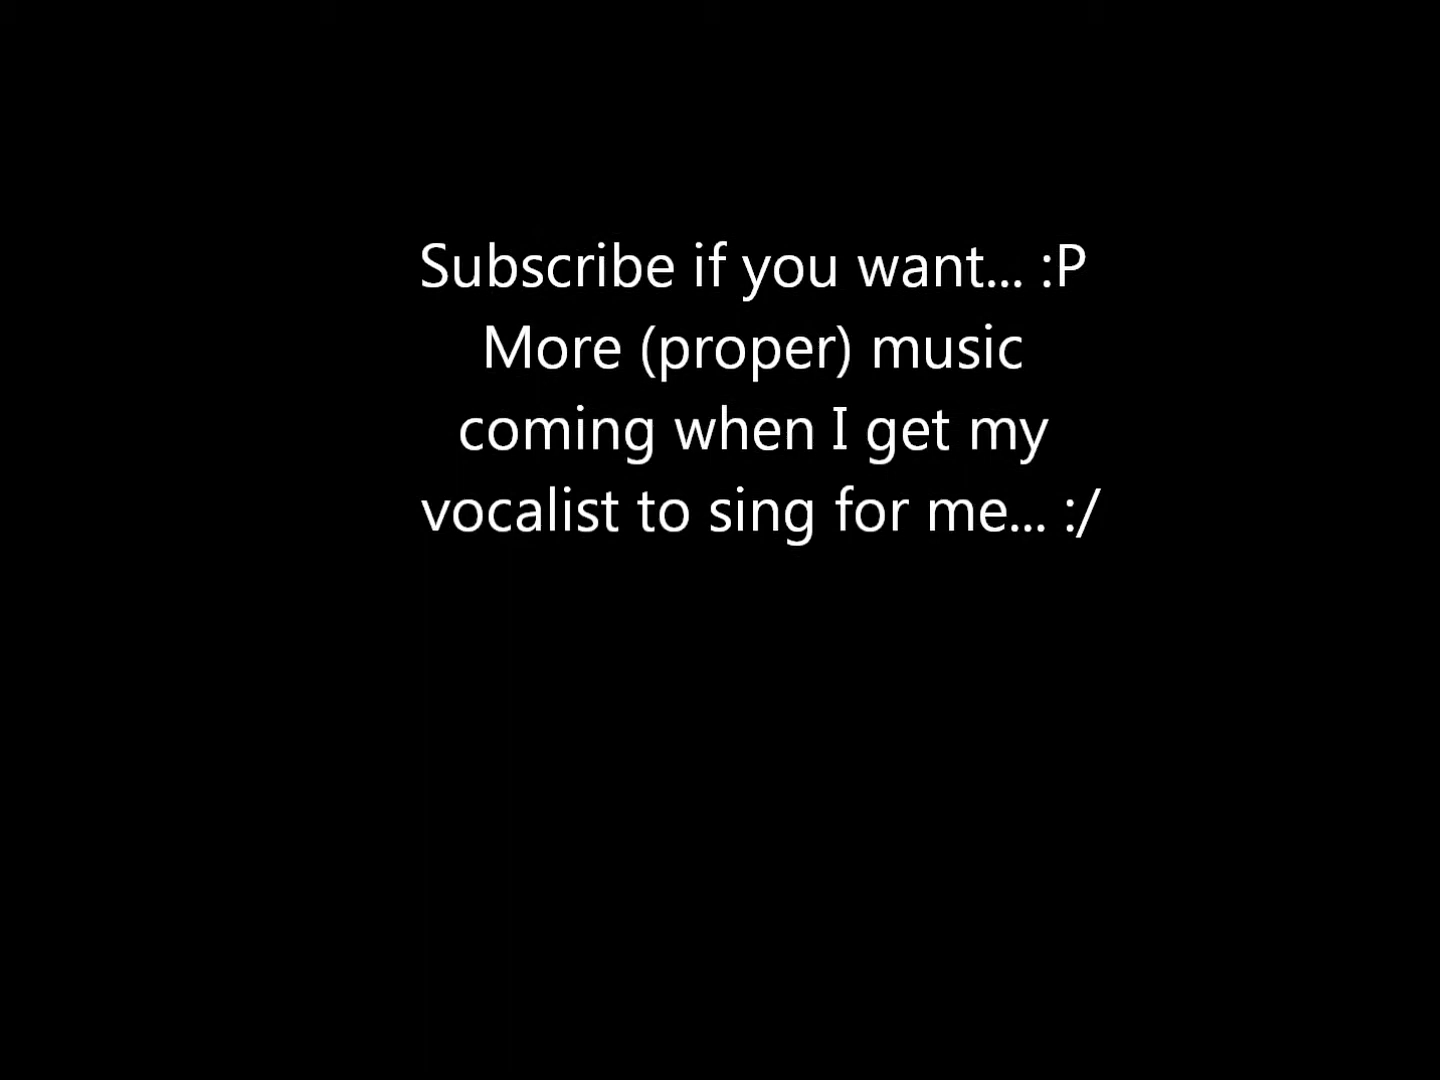 Subscribe if you want... :P
More (proper) music
coming when I get my
vocalist to sing for me... :/